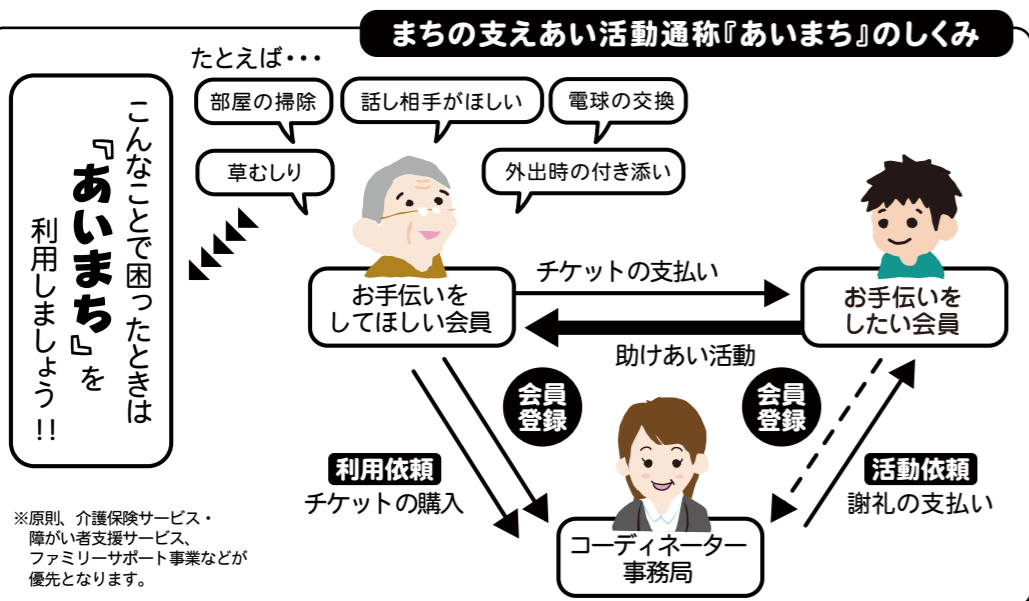 まちの支えあい活動通称『あいまち』のしくみ
こんなことで困ったときは
『あいまち』を
利用しましょう!!
たとえば・・・
部屋の掃除
話し相手がほしい
電球の交換
草むしり
外出時の付き添い
お手伝いを
してほしい会員
チケットの支払い
助けあい活動
お手伝いを
したい会員
会員
登録
会員
登録
利用依頼
チケットの購入
活動依頼
謝礼の支払い
コーディネーター
事務局
※原則、介護保険サービス・
障がい者支援サービス、
ファミリーサポート事業などが
優先となります。